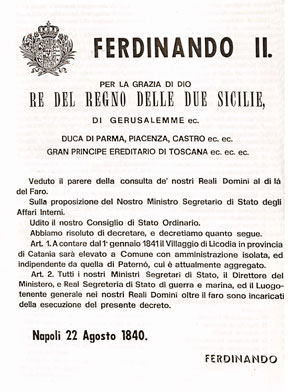 FERDINANDO II.
PER LA GRAZIA DI DIO
RE DEL REGNO DELLE DUE SICILIE,
DI GERUSALEMME ec.
DUCA DI PARMA, PIACENZA, CASTRO ec. ec.
GRAN PRINCIPE EREDITARIO DI TOSCANA ec. ec. ec.
Veduto il parere della consulta de' nostri Reali Domini al di lá
del Faro.
Sulla proposizione del Nostro Ministro Segretario di Stato degli
Affari Interni.
Udito il nostro Consiglio di Stato Ordinario.
Abbiamo risoluto di decretare, e decretiamo quanto segue.
Art. 1. A contare dal 1° gennaio 1841 il Villaggio di Licodia in provincia
di Catania sarà elevato a Comune con amministrazione isolata, ed
indipendente da quella di Paternó, cui è attualmente aggregato.
Art. 2. Tutti i nostri Ministri Segretari di Stato, il Direttore del
Ministero, e Real Segreteria di Stato di guerra e marina, ed il Luogo-
tenente generale nei nostri Reali Domini oltre il faro sono incaricati
della esecuzione del presente decreto.
Napoli 22 Agosto 1840.
FERDINANDO